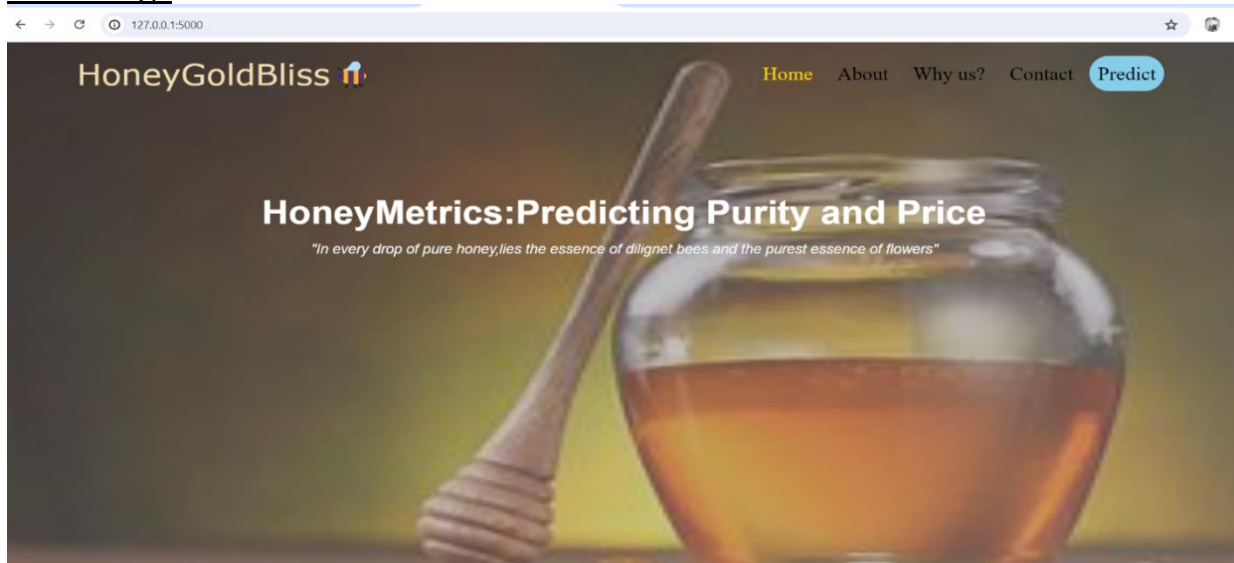 127.0.0.1:5000
HoneyGoldBliss
Home About Why us? Contact Predict
HoneyMetrics:Predicting Purity and Price
"In every drop of pure honey,lies the essence of dilignet bees and the purest essence of flowers"